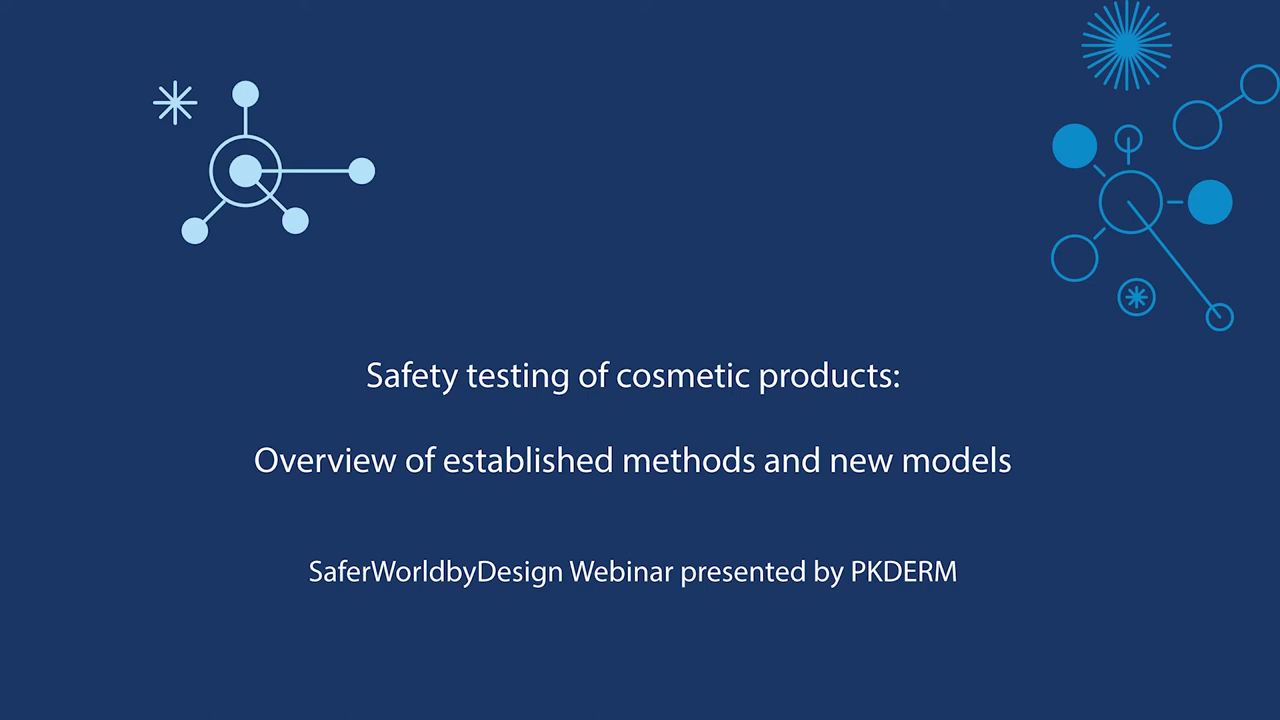 Safety testing of cosmetic products:
Overview of established methods and new models
SaferWorldbyDesign Webinar presented by PKDERM